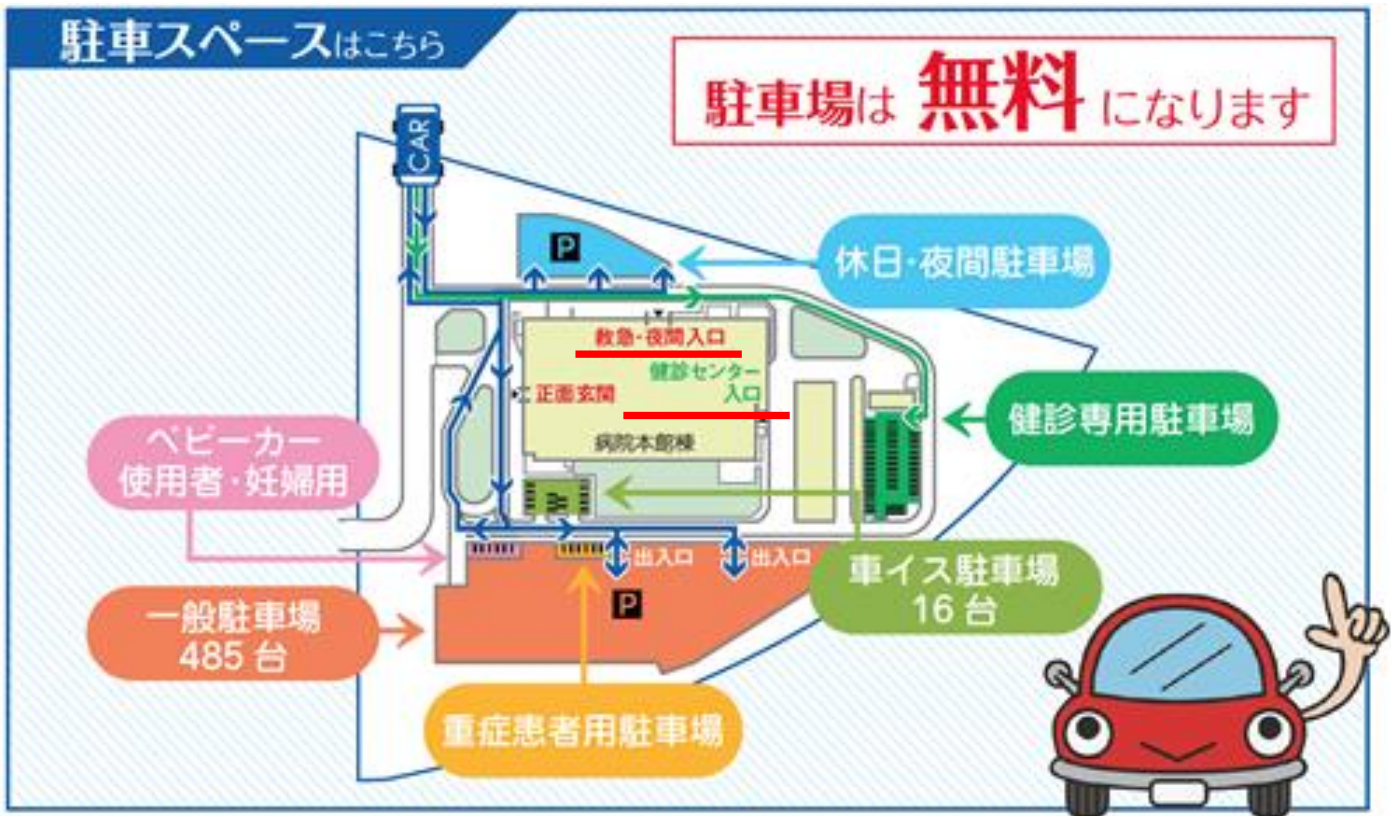 駐車スペースはこちら
駐車場は 無料 になります
CAR
P
休日・夜間駐車場
救急・夜間入口
健診センター
入口
正面玄関
病院本館棟
健診専用駐車場
ベビーカー
使用者・妊婦用
出入口
出入口
車イス駐車場
16 台
P
一般駐車場
485 台
重症患者用駐車場